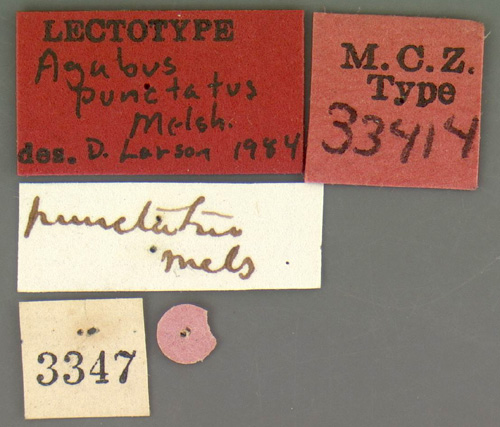 LECTOTYPE
Agabus
punctatus
Melsh.
des. D. Larson 1984
M.C.Z.
Type
33414
punctatus
mels
3347